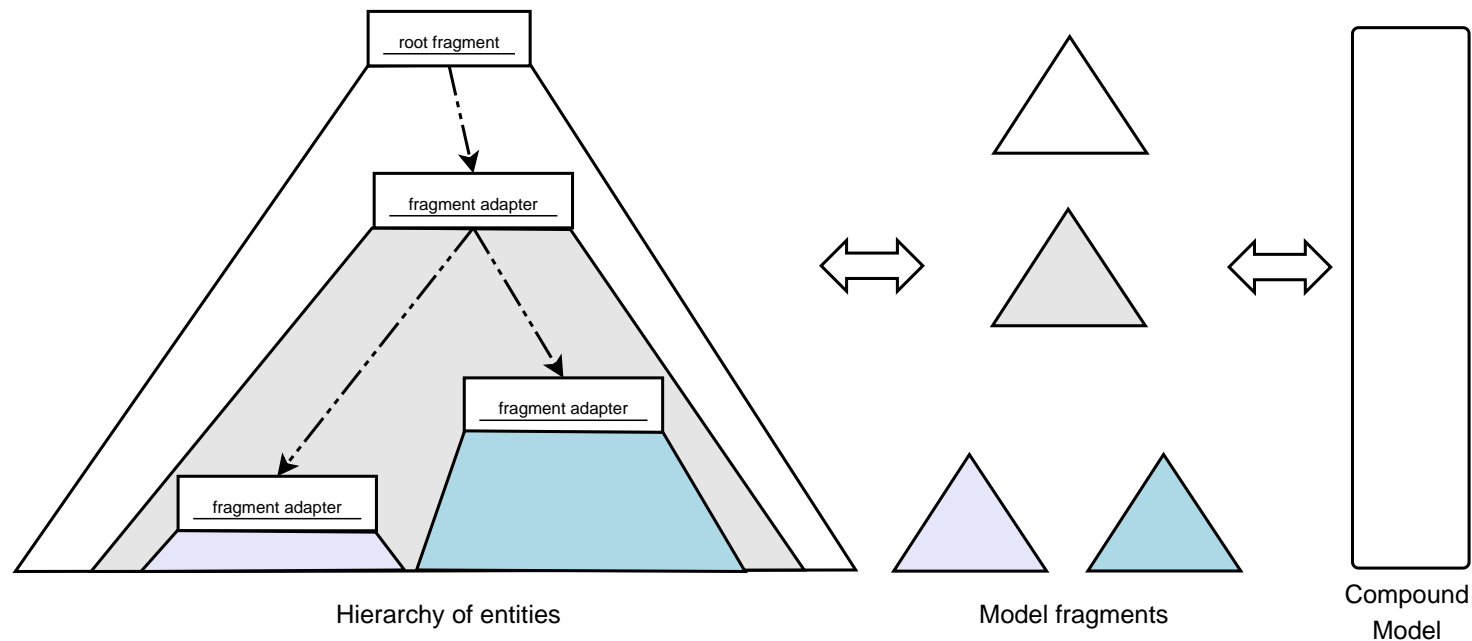 root fragment
fragment adapter
fragment adapter
fragment adapter
Hierarchy of entities
Model fragments
Compound
Model